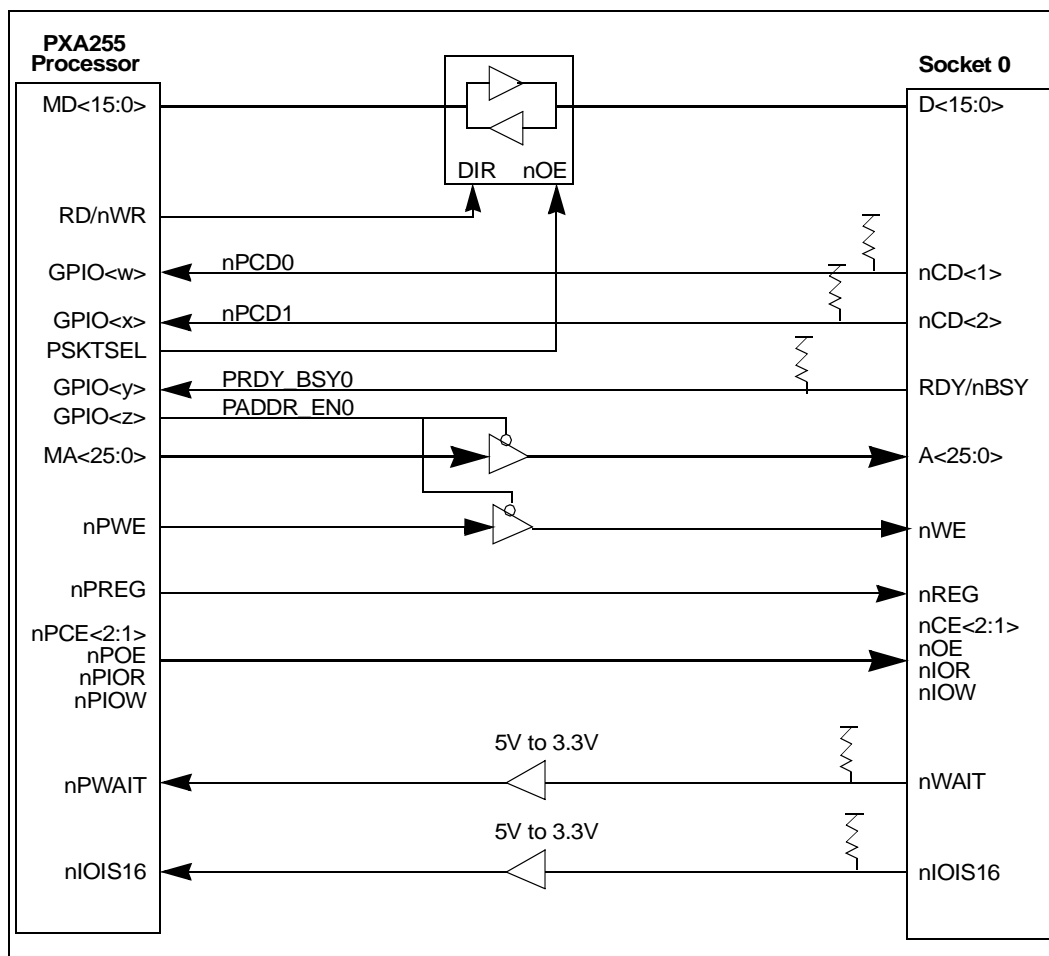 PXA255
Processor
Socket 0
MD<15:0>
D<15:0>
DIR nOE
RD/nWR
GPIO<w>
nPCD0
nCD<1>
GPIO<x>
nPCD1
nCD<2>
PSKTSEL
GPIO<y>
PRDY_BSY0
RDY/nBSY
GPIO<z>
PADDR_EN0
MA<25:0>
A<25:0>
nPWE
nWE
nPREG
nREG
nPCE<2:1>
nPOE
nPIOR
nPIOW
nCE<2:1>
nOE
nIOR
nIOW
5V to 3.3V
nPWAIT
nWAIT
5V to 3.3V
nIOIS16
nIOIS16